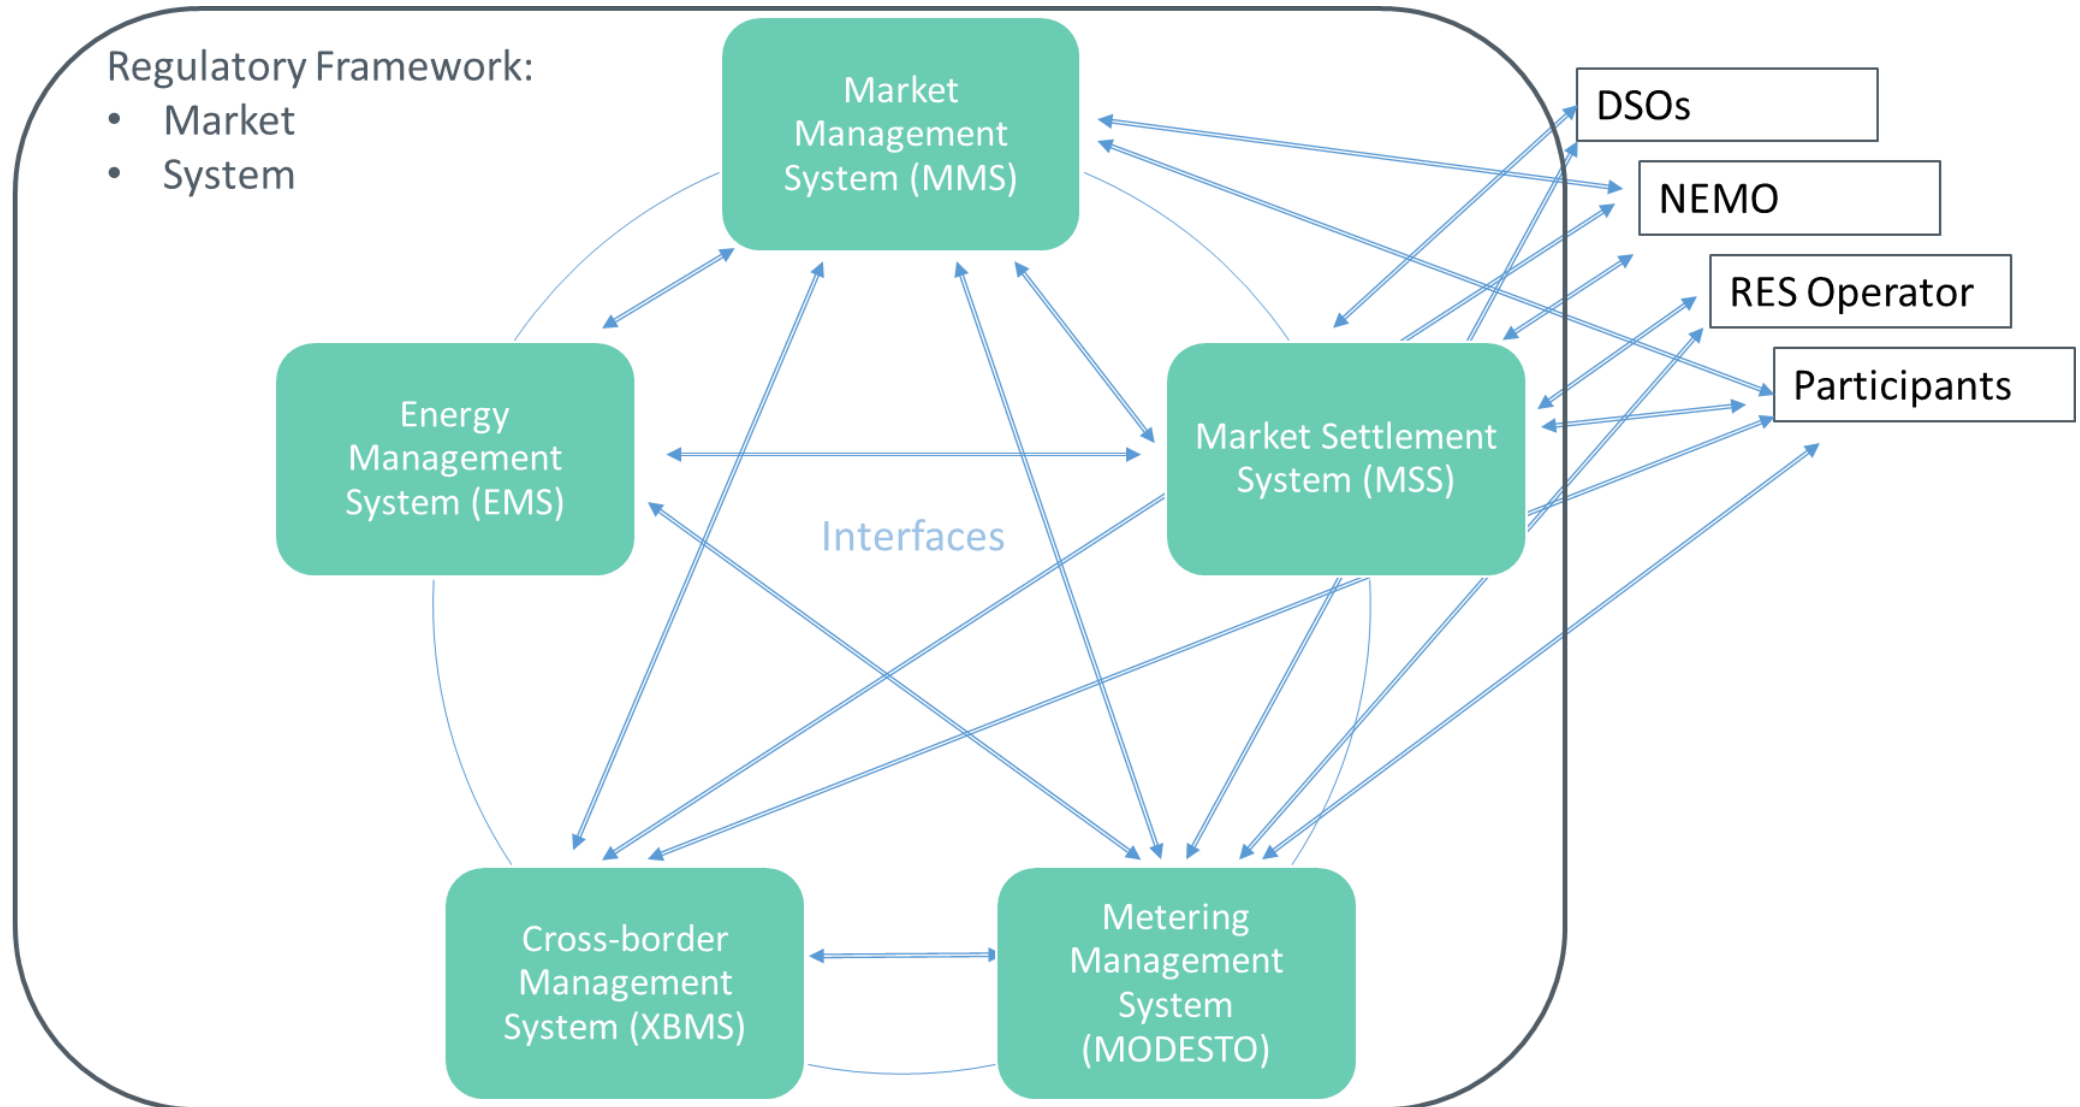 Regulatory Framework:
• Market
• System
Market
Management
System (MMS)
DSOs
NEMO
RES Operator
Participants
Energy
Management
System (EMS)
Market Settlement
System (MSS)
Interfaces
Cross-border
Management
System (XBMS)
Metering
Management
System
(MODESTO)